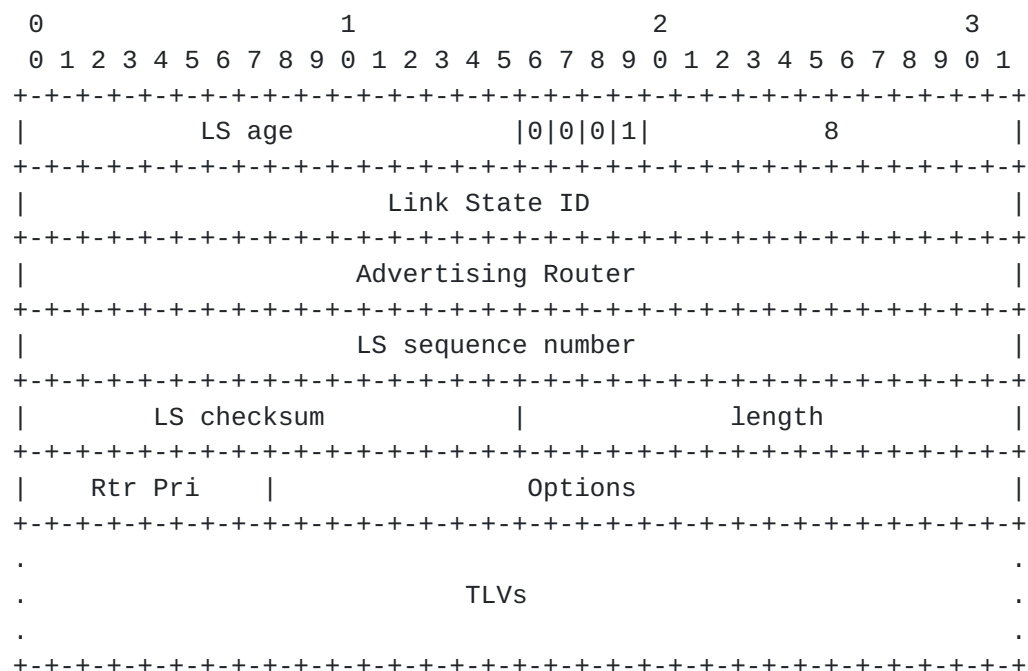 0                   1                   2                   3
 0 1 2 3 4 5 6 7 8 9 0 1 2 3 4 5 6 7 8 9 0 1 2 3 4 5 6 7 8 9 0 1
+-+-+-+-+-+-+-+-+-+-+-+-+-+-+-+-+-+-+-+-+-+-+-+-+-+-+-+-+-+-+-+-+
|           LS age              |0|0|0|1|           8           |
+-+-+-+-+-+-+-+-+-+-+-+-+-+-+-+-+-+-+-+-+-+-+-+-+-+-+-+-+-+-+-+-+
|                       Link State ID                           |
+-+-+-+-+-+-+-+-+-+-+-+-+-+-+-+-+-+-+-+-+-+-+-+-+-+-+-+-+-+-+-+-+
|                     Advertising Router                        |
+-+-+-+-+-+-+-+-+-+-+-+-+-+-+-+-+-+-+-+-+-+-+-+-+-+-+-+-+-+-+-+-+
|                     LS sequence number                        |
+-+-+-+-+-+-+-+-+-+-+-+-+-+-+-+-+-+-+-+-+-+-+-+-+-+-+-+-+-+-+-+-+
|        LS checksum            |             length            |
+-+-+-+-+-+-+-+-+-+-+-+-+-+-+-+-+-+-+-+-+-+-+-+-+-+-+-+-+-+-+-+-+
|    Rtr Pri    |                Options                        |
+-+-+-+-+-+-+-+-+-+-+-+-+-+-+-+-+-+-+-+-+-+-+-+-+-+-+-+-+-+-+-+-+
.                                                               .
.                            TLVs                               .
.                                                               .
+-+-+-+-+-+-+-+-+-+-+-+-+-+-+-+-+-+-+-+-+-+-+-+-+-+-+-+-+-+-+-+-+